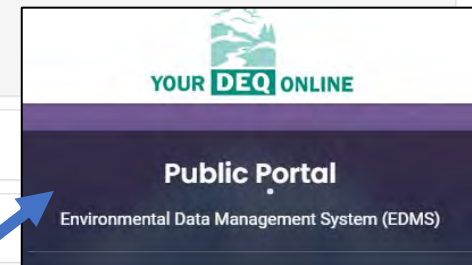 YOUR DEQ ONLINE
Public Portal
Environmental Data Management System (EDMS)